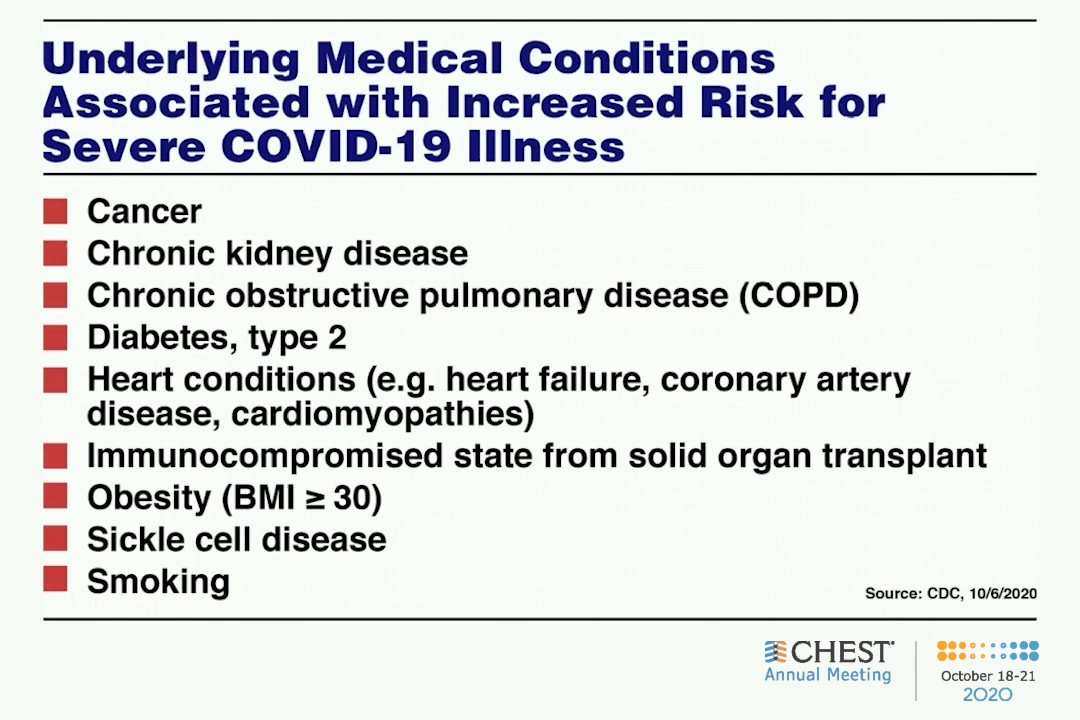 Underlying Medical Conditions
Associated with Increased Risk for
Severe COVID-19 Illness
Cancer
Chronic kidney disease
Chronic obstructive pulmonary disease (COPD)
Diabetes, type 2
Heart conditions (e.g. heart failure, coronary artery
disease, cardiomyopathies)
Immunocompromised state from solid organ transplant
Obesity (BMI ≥ 30)
Sickle cell disease
Smoking
Source: CDC, 10/6/2020
CHEST
Annual Meeting
October 18-21
2020